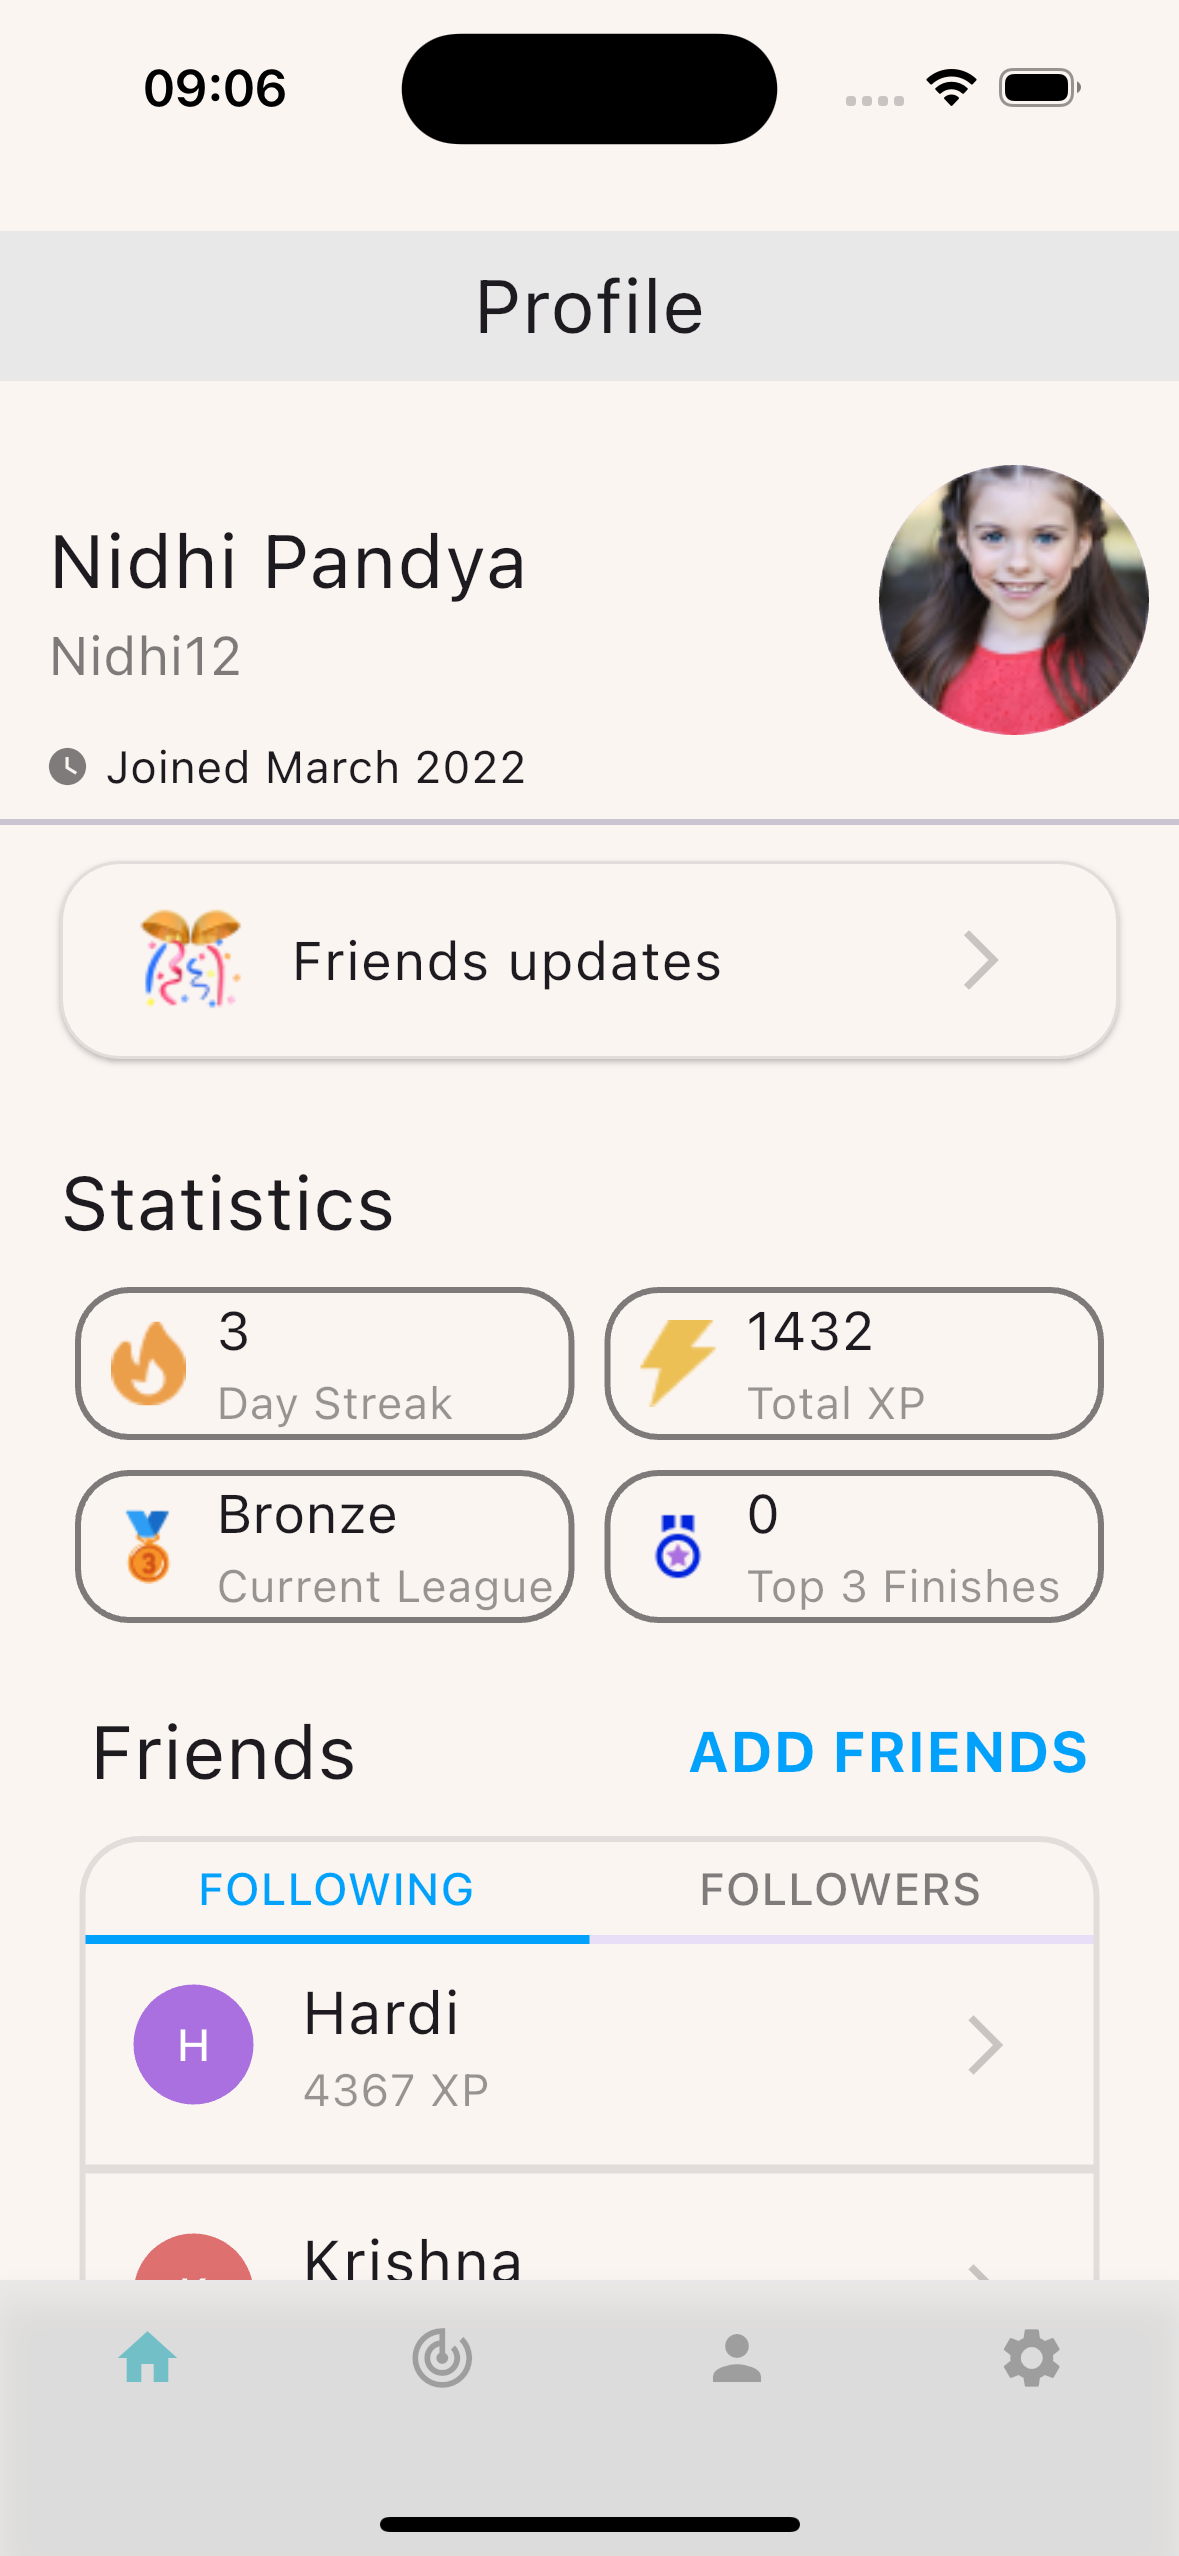 09:06
Profile
Nidhi Pandya
Nidhi12
Joined March 2022
Friends updates
Statistics
3
Day Streak
1432
Total XP
3
Bronze
Current League
0
Top 3 Finishes
Friends
ADD FRIENDS
FOLLOWING
FOLLOWERS
H
Hardi
4367 XP
Krishna